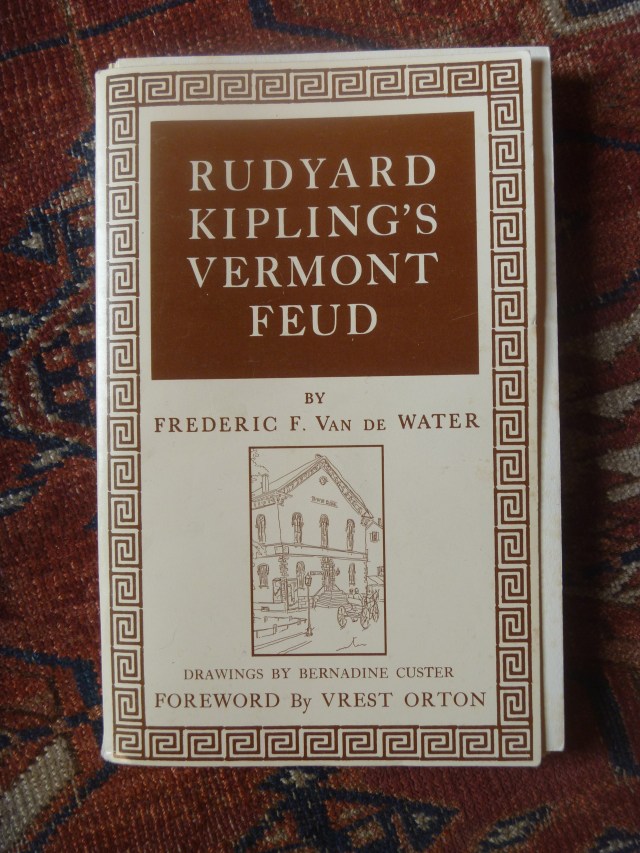 RUDYARD
KIPLING'S
VERMONT
FEUD
BY
FREDERIC F. VAN DE WATER
DRAWINGS BY BERNADINE CUSTER
FOREWORD By VREST ORTON